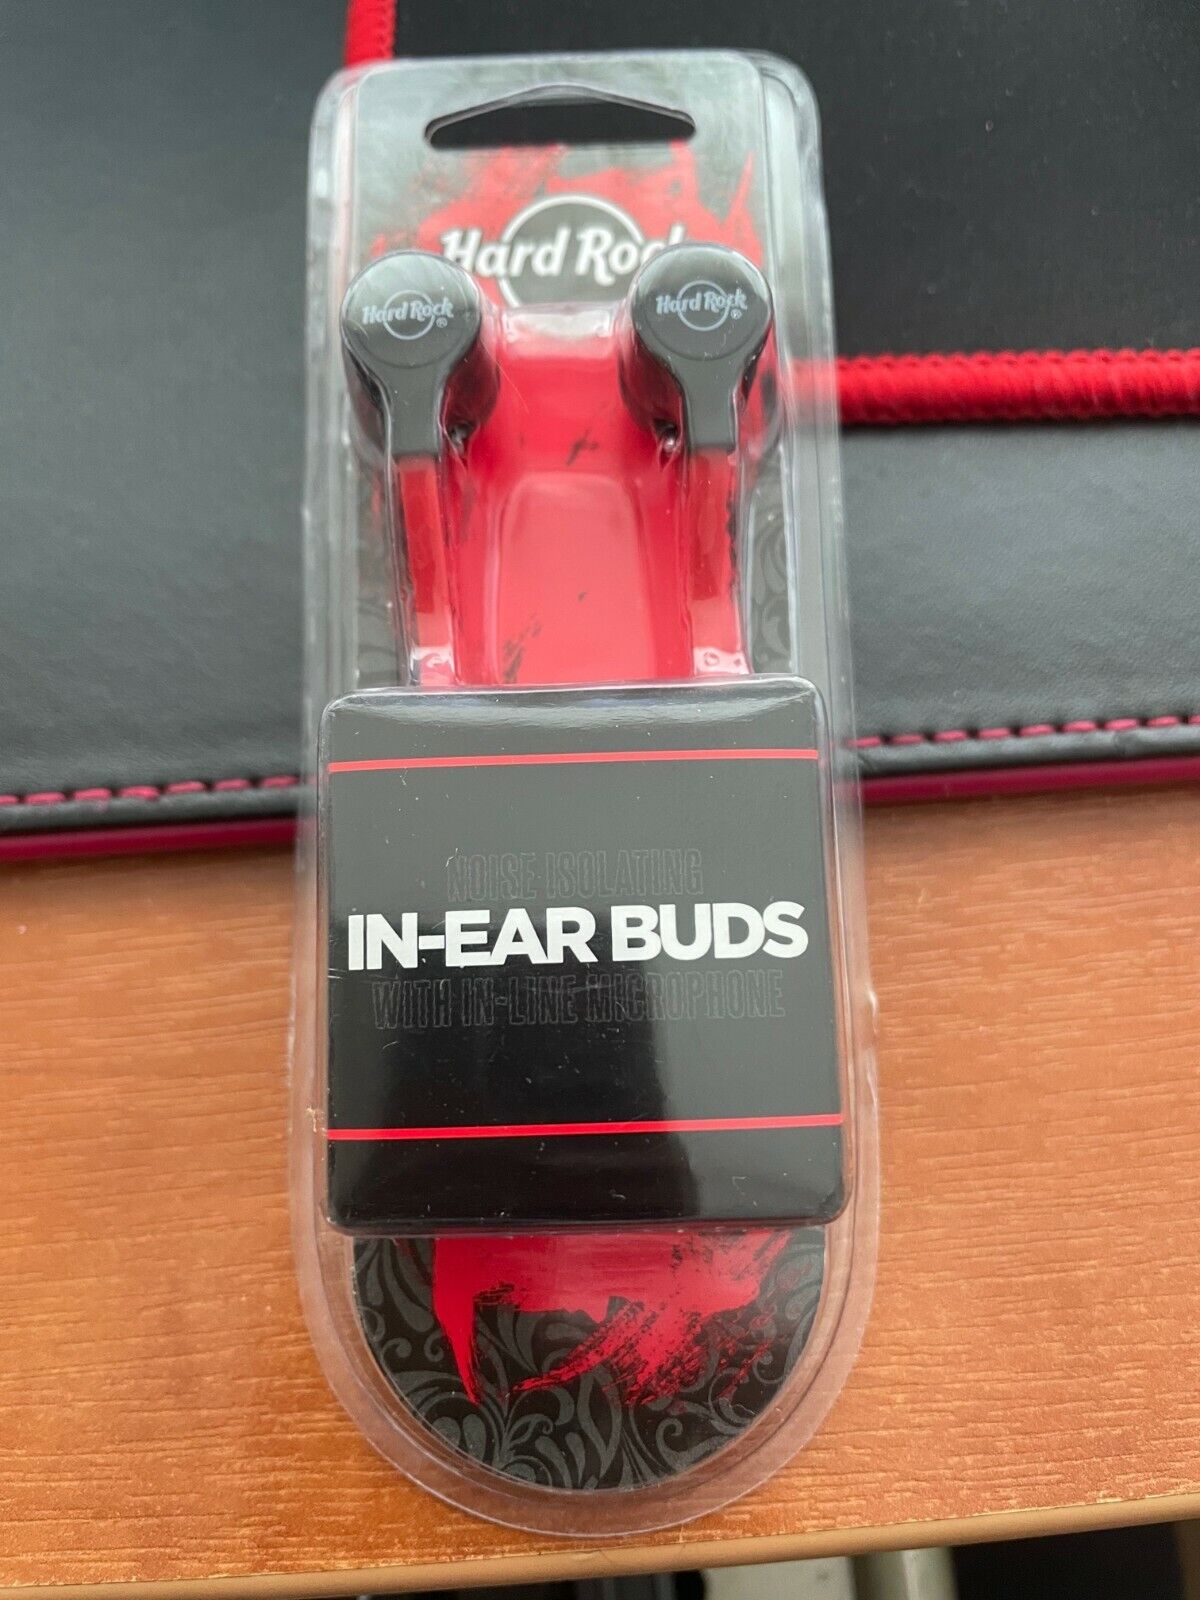 Hard Rock
Hard Rock®
Hard Rock®
NOISE ISOLATING
IN-EAR BUDS
WITH IN-LINE MICROPHONE